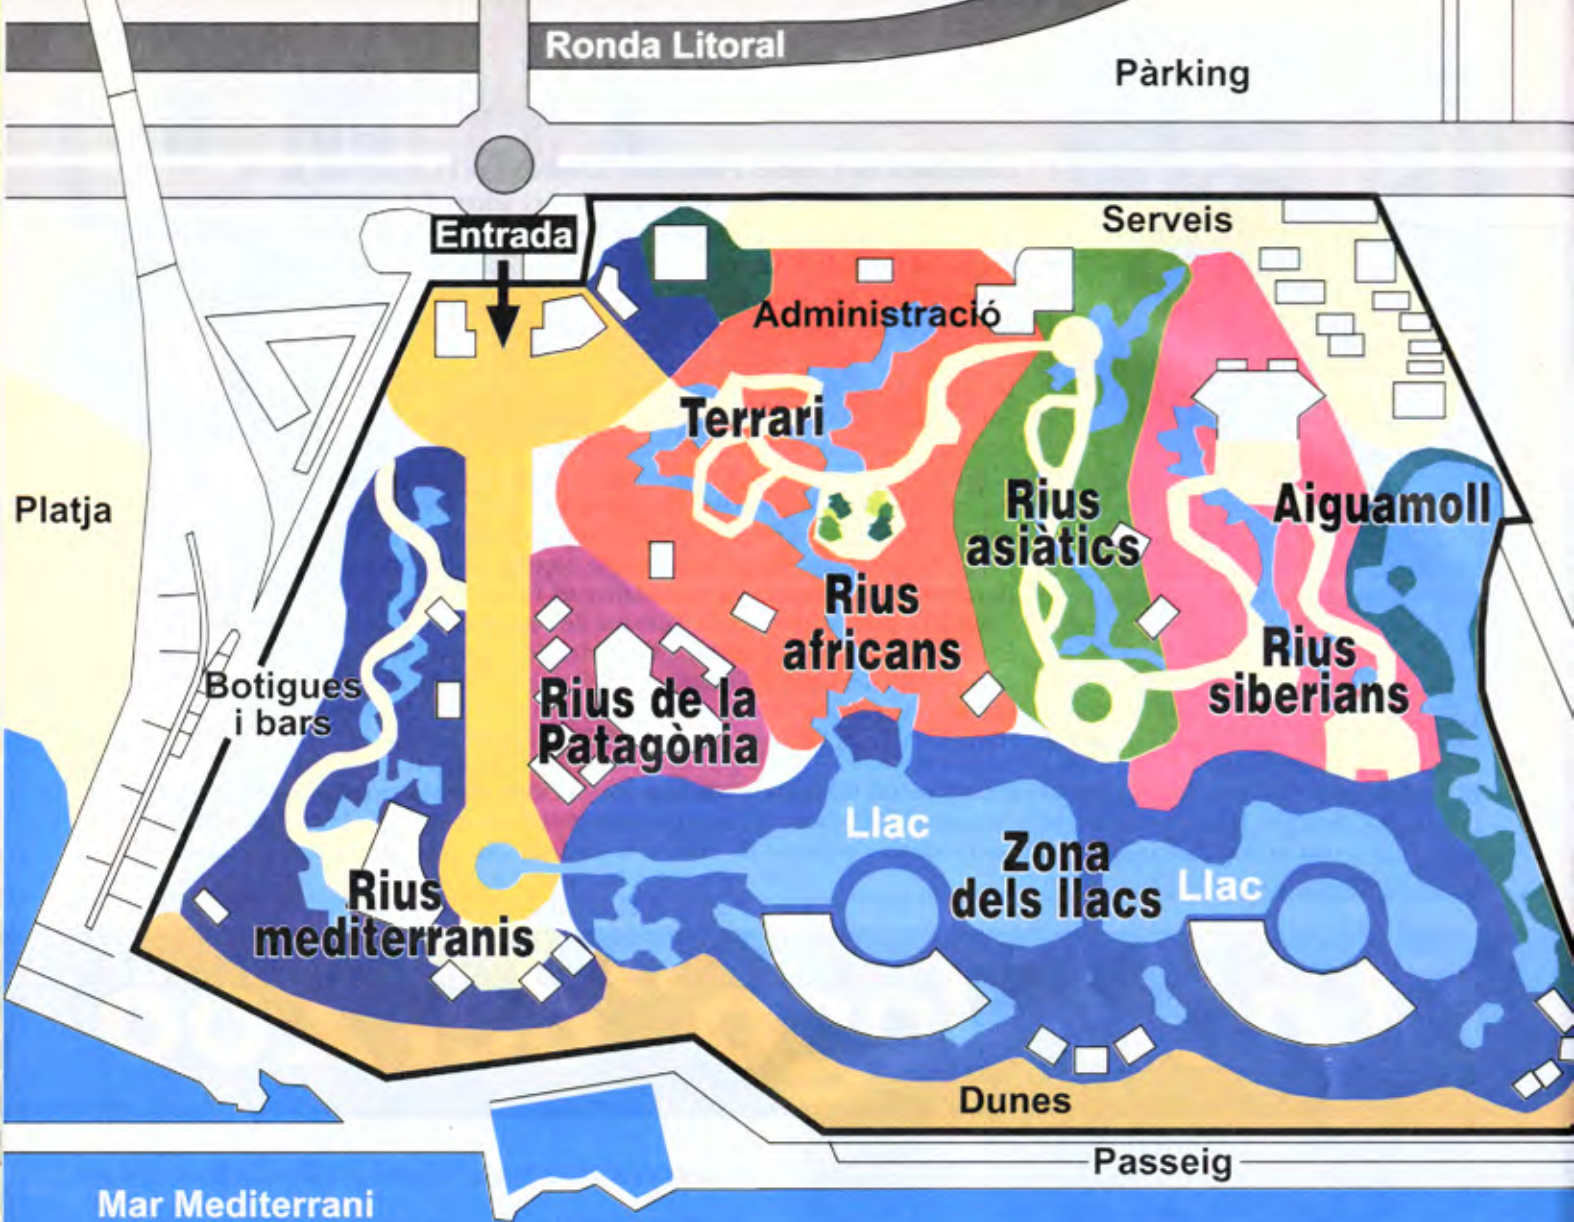 Ronda Litoral
Pàrking
Entrada
Serveis
Administració
Terrari
Platja
Rius
asiàtics
Aiguamoll
Rius
africans
Rius
siberians
Botigues
i bars
Rius de la
Patagònia
Llac
Zona
dels llacs
Llac
Rius
mediterranis
Dunes
Passeig
Mar Mediterrani